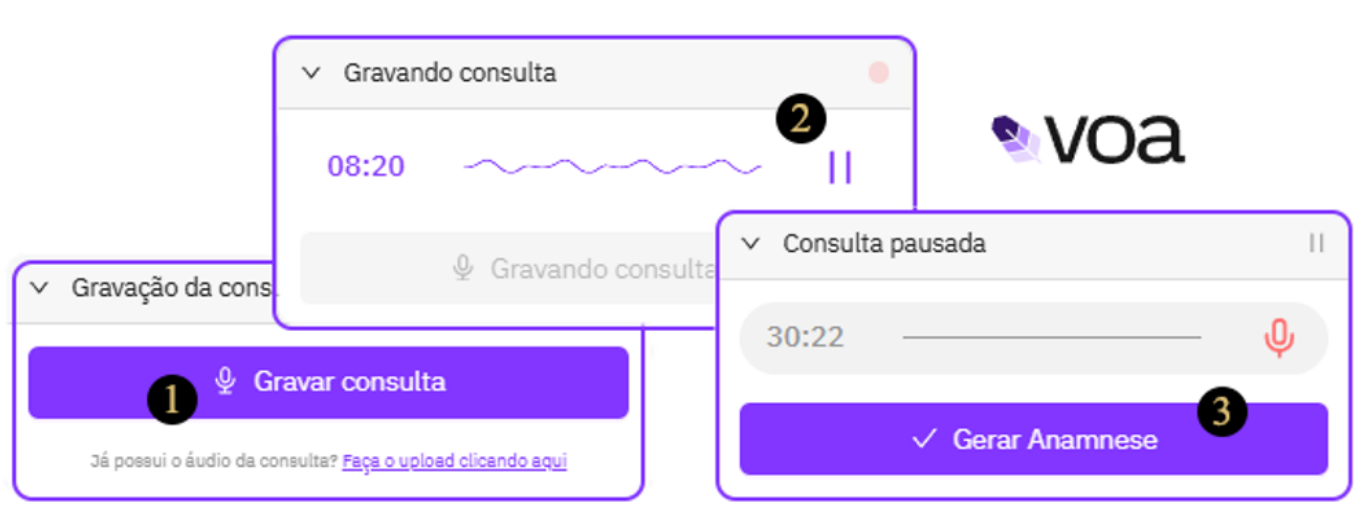 Gravando consulta
2
08:20
Gravando consulta
voa
Consulta pausada
30:22
3
Gerar Anamnese
Gravação da cons
1
Gravar consulta
Já possui o áudio da consulta? Faça o upload clicando aqui